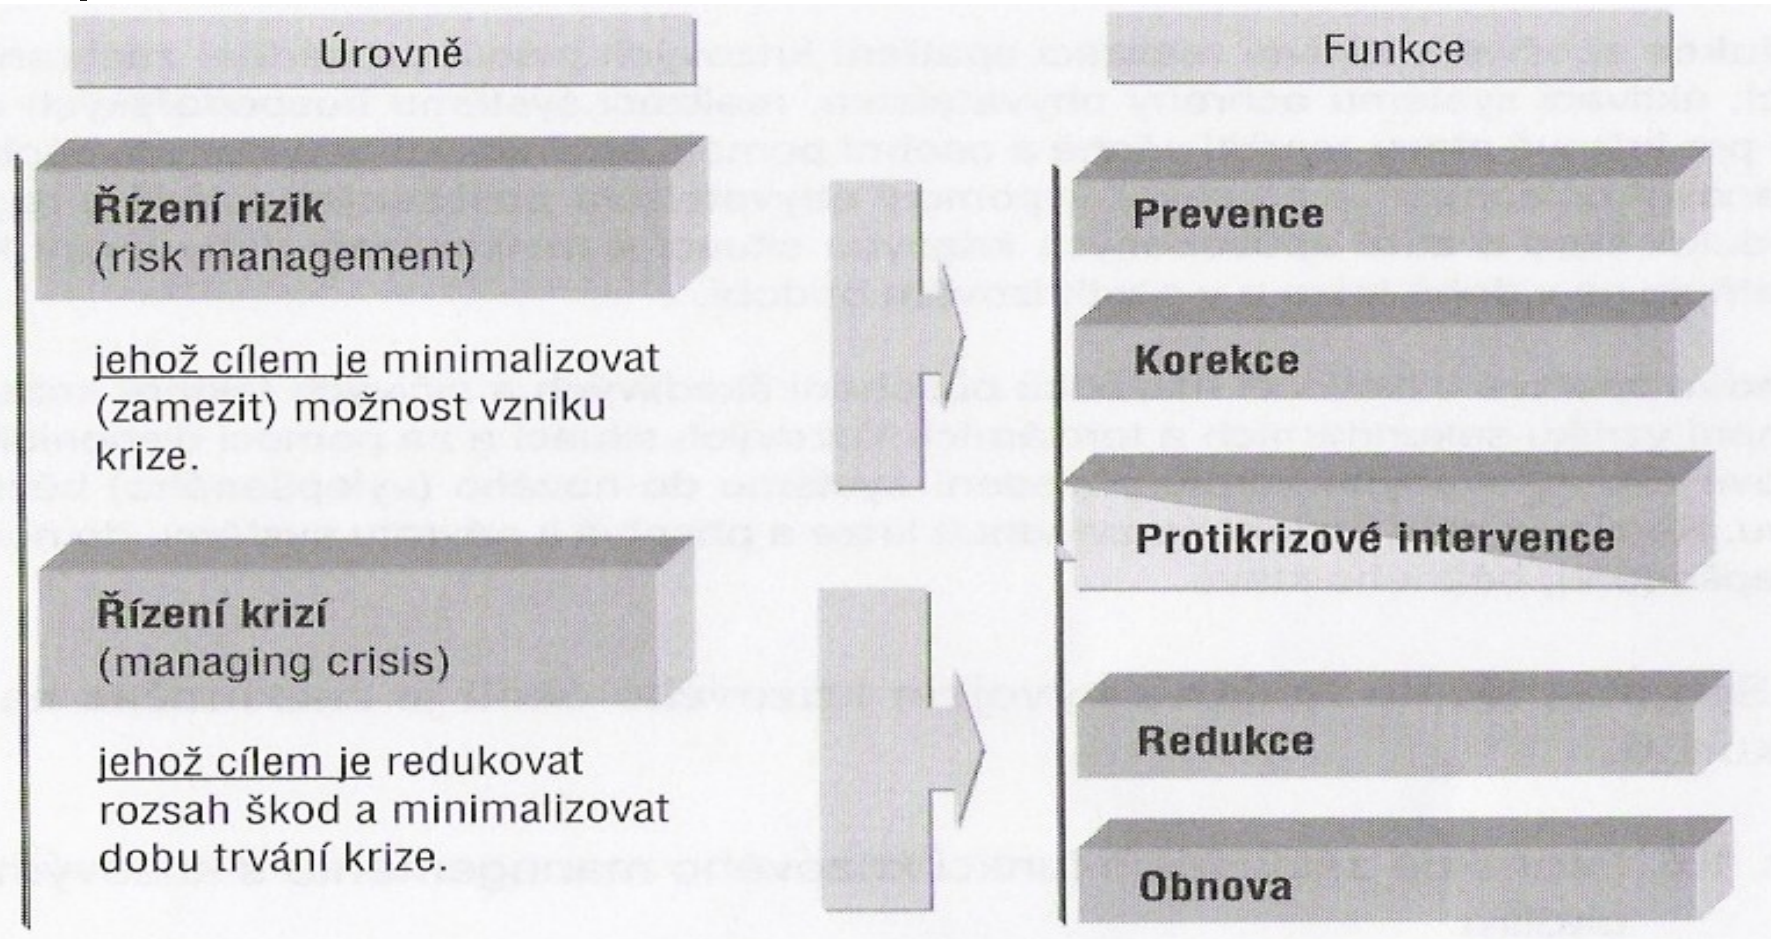 Úrovně
Řízení rizik
(risk management)
jehož cílem je minimalizovat
(zamezit) možnost vzniku
krize.
Řízení krizí
(managing crisis)
jehož cílem je redukovat
rozsah škod a minimalizovat
dobu trvání krize.
Funkce
Prevence
Korekce
Protikrizové intervence
Redukce
Obnova